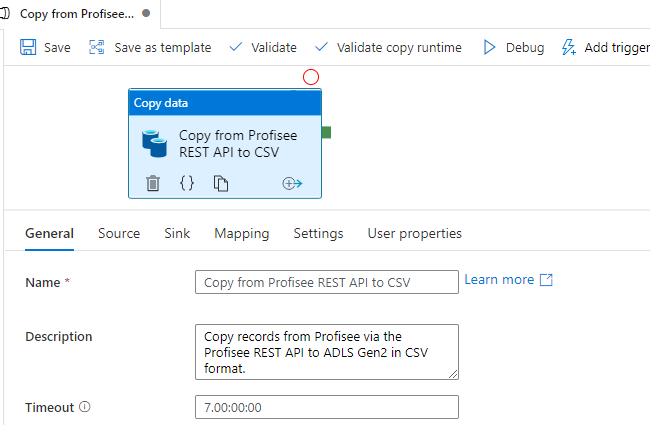 Copy from Profisee...
Save
Save as template
Validate
Validate copy runtime
Debug
Add trigger
Copy data
Copy from Profisee
REST API to CSV
{}
General
Source
Sink
Mapping
Settings
User properties
Name *
Copy from Profisee REST API to CSV
Learn more
Description
Copy records from Profisee via the
Profisee REST API to ADLS Gen2 in CSV
format.
Timeout
7.00:00:00